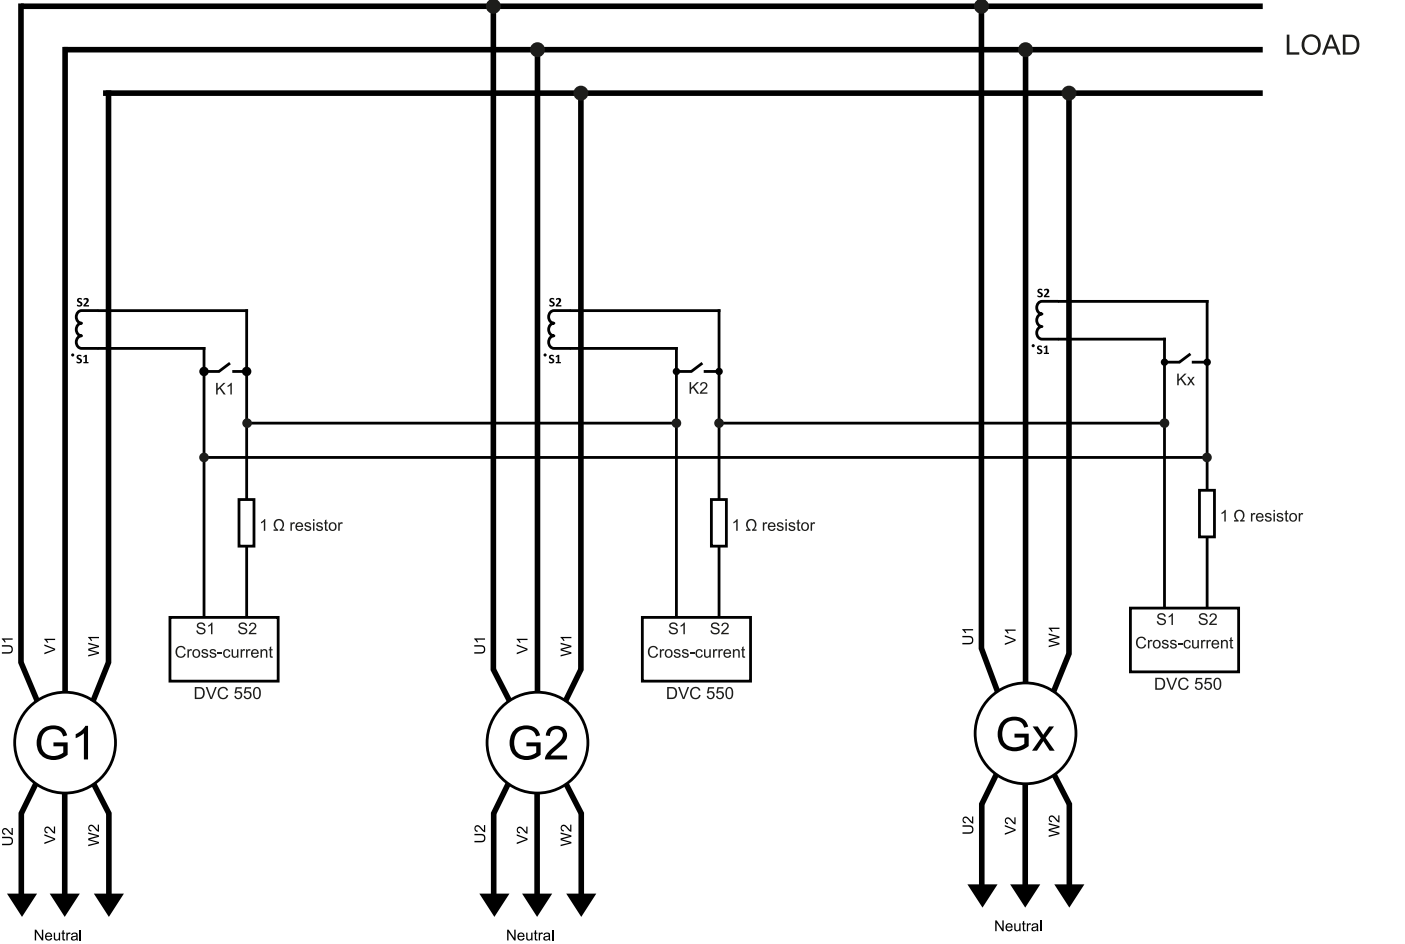 LOAD
S2
S1
K1
S2
S1
K2
S2
S1
Kx
1 Ω resistor
1 Ω resistor
1 Ω resistor
U1
V1
W1
S1 S2
Cross-current
DVC 550
G1
U2
V2
W2
Neutral
U1
V1
W1
S1 S2
Cross-current
DVC 550
G2
U2
V2
W2
Neutral
U1
V1
W1
S1 S2
Cross-current
DVC 550
Gx
U2
V2
W2
Neutral